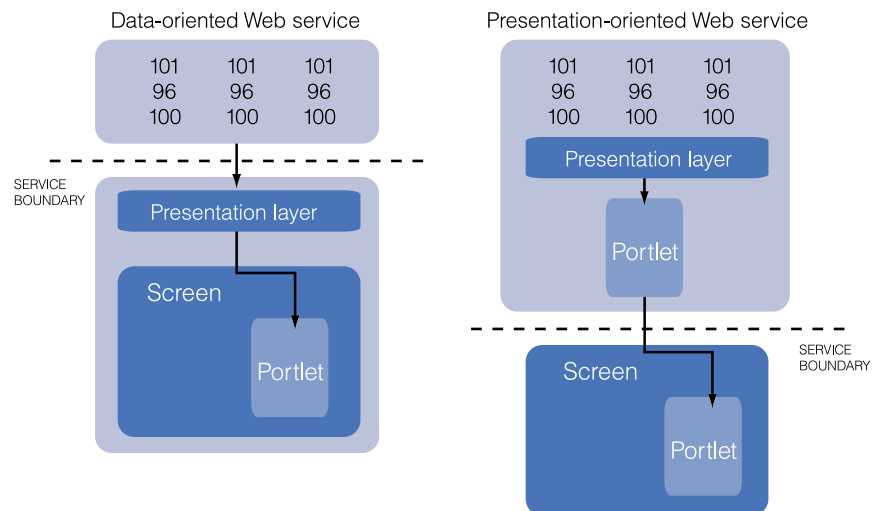 Data-oriented Web service
101 101 101
96 96 96
100 100 100
SERVICE
BOUNDARY
Presentation layer
Screen
Portlet
Presentation-oriented Web service
101 101 101
96 96 96
100 100 100
Presentation layer
Portlet
SERVICE
BOUNDARY
Screen
Portlet